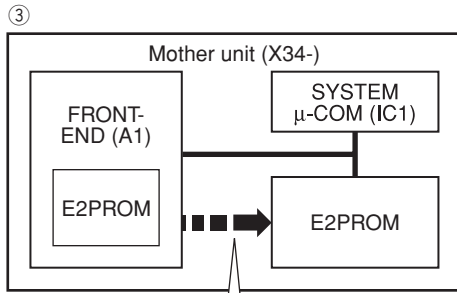 ③
Mother unit (X34-)
FRONT-
END (A1)
E2PROM
SYSTEM
μ-COM (IC1)
E2PROM